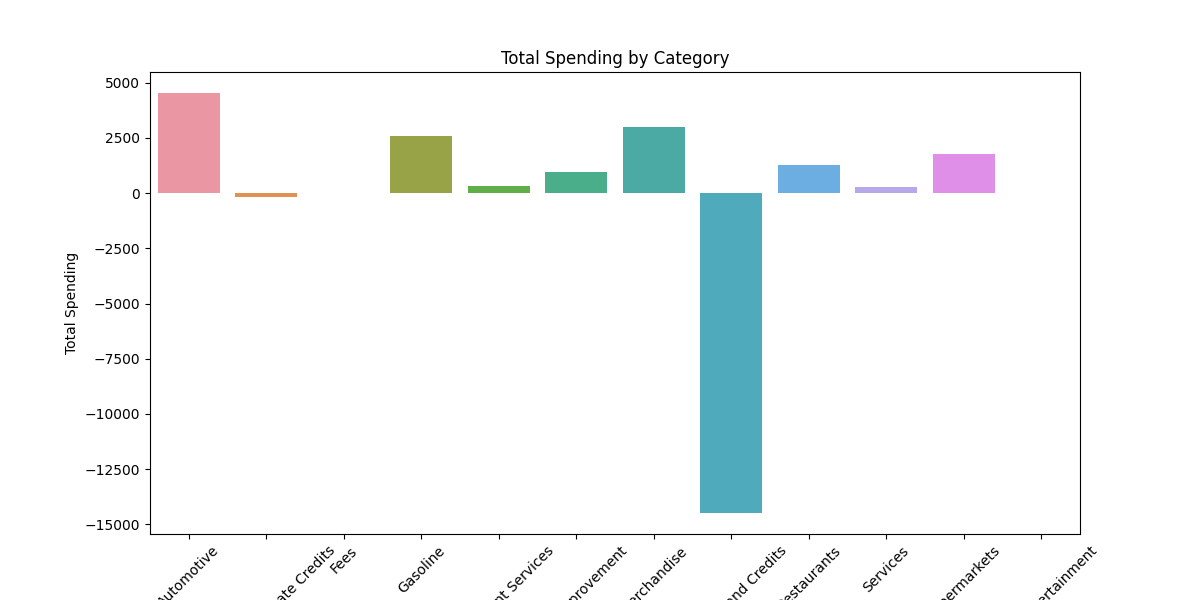 Total Spending by Category
Total Spending
5000
2500
0
−2500
−5000
−7500
−10000
−12500
−15000
Automotive
ate Credits
Fees
Gasoline
nt Services
provement
erchandise
nd Credits
estaurants
Services
permarkets
ertainment